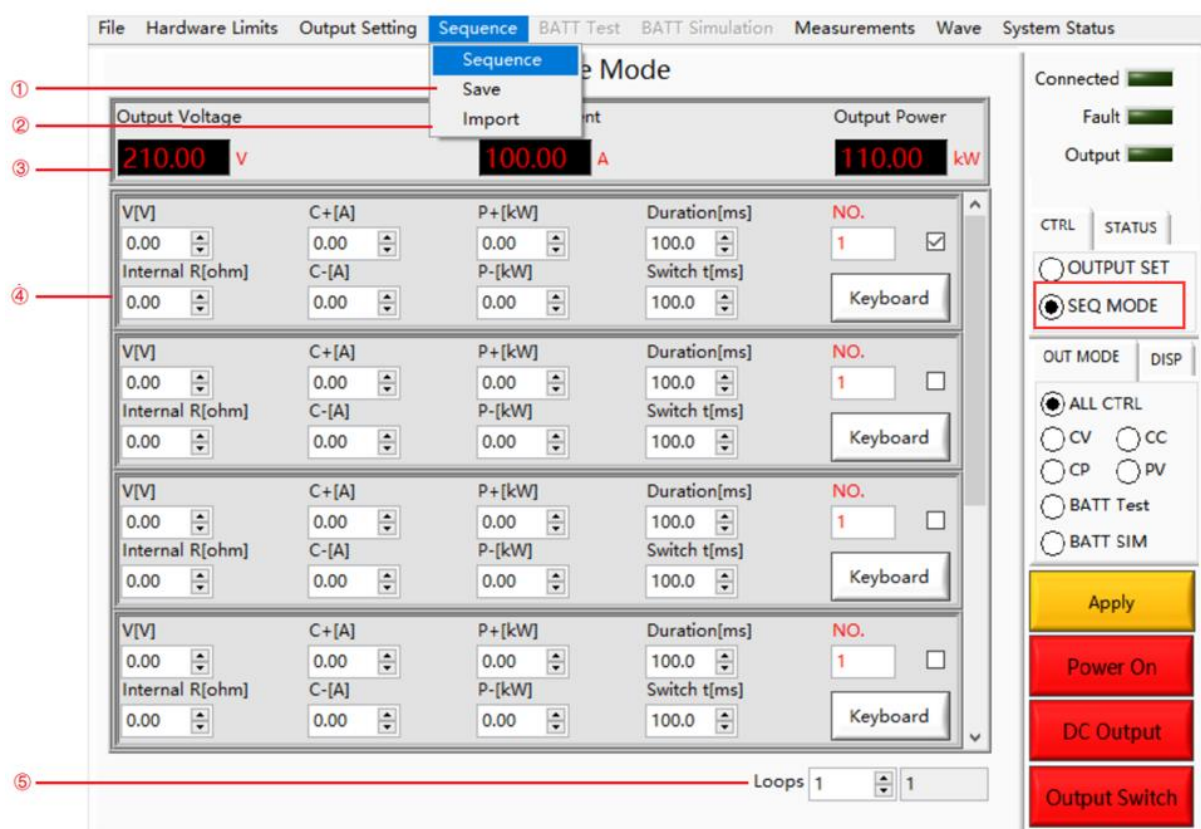 File Hardware Limits Output Setting Sequence BATT Test BATT Simulation Measurements Wave System Status
Sequence
Save
Import
① 
②
③
④
⑤
e Mode
Output Voltage nt Output Power
210.00 V 100.00 A 110.00 kW
V[V] C+[A] P+[kW] Duration[ms] NO.
0.00 0.00 0.00 100.0 1
Internal R[ohm] C-[A] P-[kW] Switch t[ms]
0.00 0.00 0.00 100.0 Keyboard
V[V] C+[A] P+[kW] Duration[ms] NO.
0.00 0.00 0.00 100.0 1
Internal R[ohm] C-[A] P-[kW] Switch t[ms]
0.00 0.00 0.00 100.0 Keyboard
V[V] C+[A] P+[kW] Duration[ms] NO.
0.00 0.00 0.00 100.0 1
Internal R[ohm] C-[A] P-[kW] Switch t[ms]
0.00 0.00 0.00 100.0 Keyboard
V[V] C+[A] P+[kW] Duration[ms] NO.
0.00 0.00 0.00 100.0 1
Internal R[ohm] C-[A] P-[kW] Switch t[ms]
0.00 0.00 0.00 100.0 Keyboard
Loops 1 1
Connected
Fault
Output
CTRL STATUS
OUTPUT SET
SEQ MODE
OUT MODE DISP
ALL CTRL
CV CC
CP PV
BATT Test
BATT SIM
Apply
Power On
DC Output
Output Switch